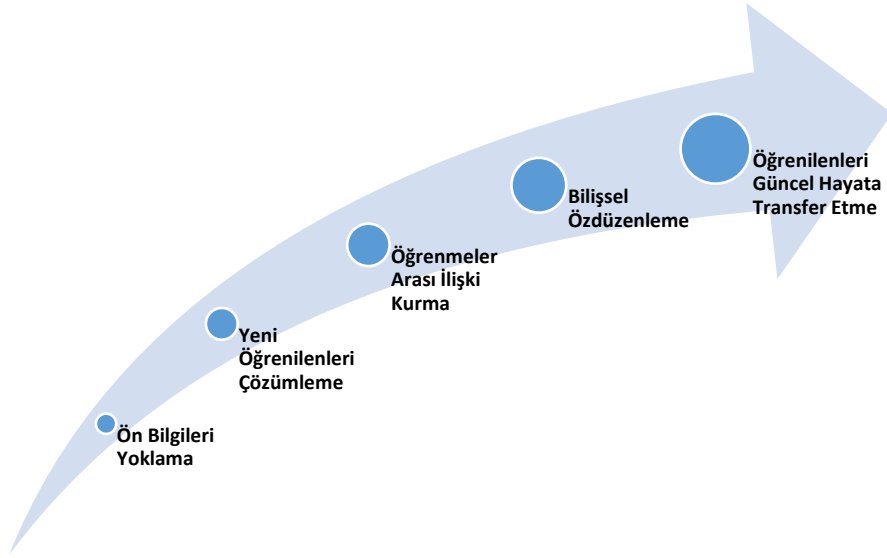 Ön Bilgileri
Yoklama
Yeni
Öğrenilenleri
Çözümleme
Öğrenmeler
Arası İlişki
Kurma
Bilişsel
Özdüzenleme
Öğrenilenleri
Güncel Hayata
Transfer Etme